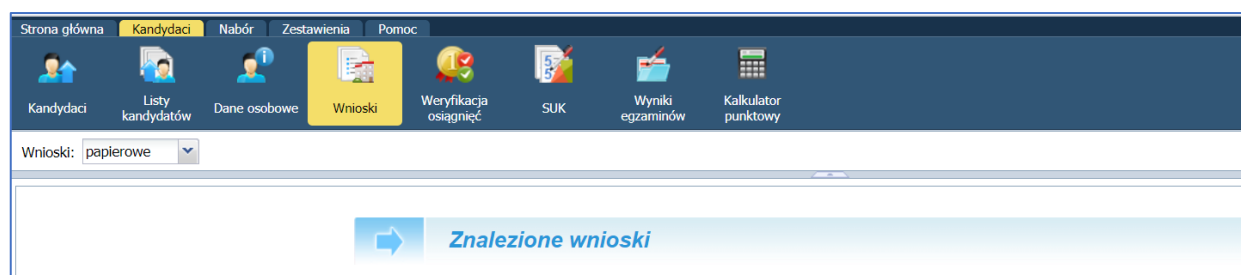 Strona główna Kandydaci Nabór Zestawienia Pomoc
Kandydaci
Listy
kandydatów
Dane osobowe
Wnioski
Weryfikacja
osiągnięć
SUK
Wyniki
egzaminów
Kalkulator
punktowy
Wnioski: papierowe
Znalezione wnioski